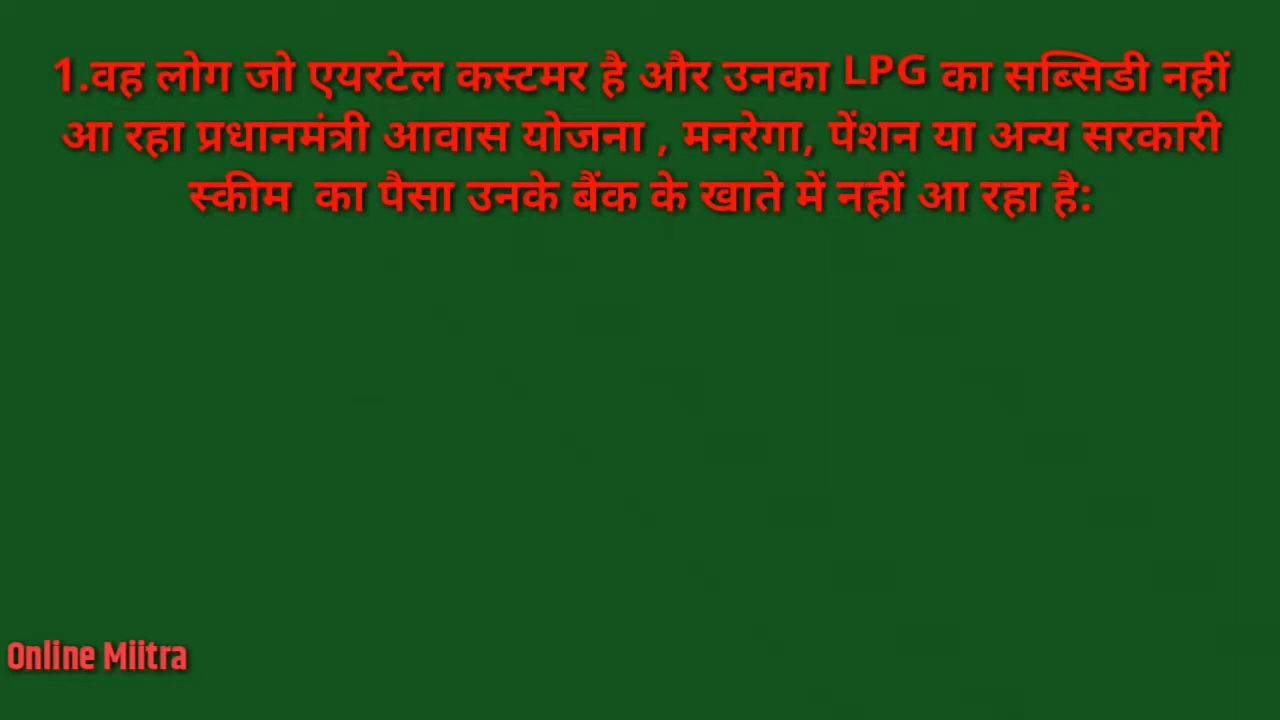 1.वह लोग जो एयरटेल कस्टमर है और उनका LPG का सब्सिडी नहीं
आ रहा प्रधानमंत्री आवास योजना , मनरेगा, पेंशन या अन्य सरकारी
स्कीम का पैसा उनके बैंक के खाते में नहीं आ रहा है:
Online Miitra